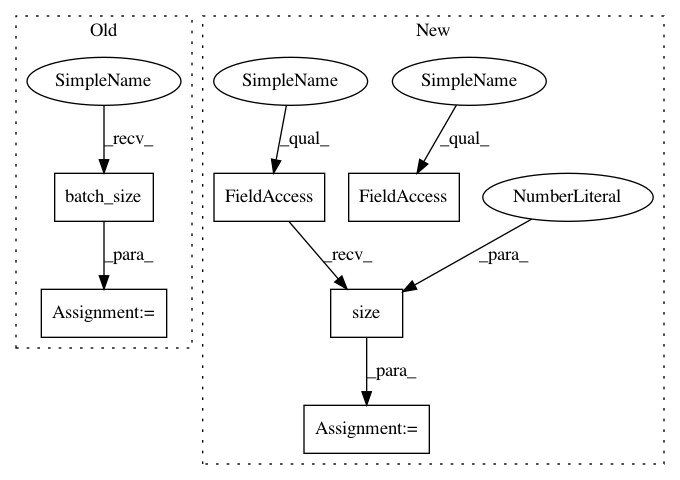 Old
New
SimpleName
SimpleName
SimpleName
_recv_
_qual_
_qual_
batch_size
FieldAccess
FieldAccess
NumberLiteral
_para_
_recv_
_para_
Assignment:=
size
_para_
Assignment:=